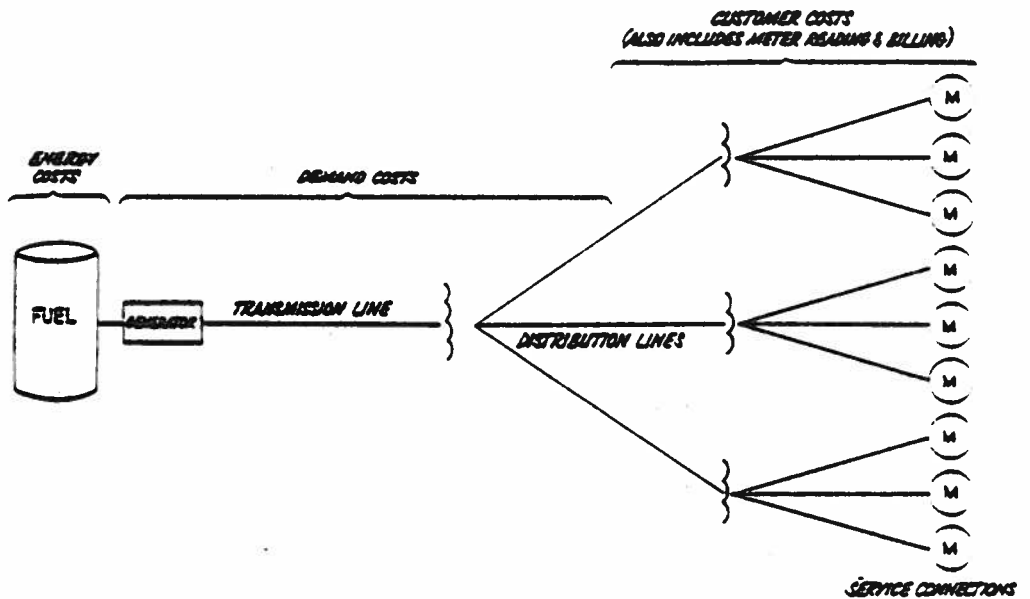 CUSTOMER COSTS
(ALSO INCLUDES METER READING & BILLING)
ENERGY
COSTS
DEMAND COSTS
FUEL
GENERATOR
TRANSMISSION LINE
DISTRIBUTION LINES
M
M
M
M
M
M
M
M
M
SERVICE CONNECTIONS